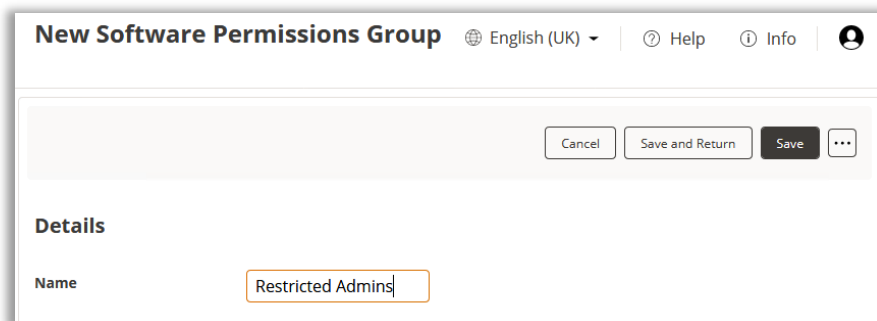 New Software Permissions Group English (UK) Help Info
Cancel Save and Return Save ...
Details
Name Restricted Admins